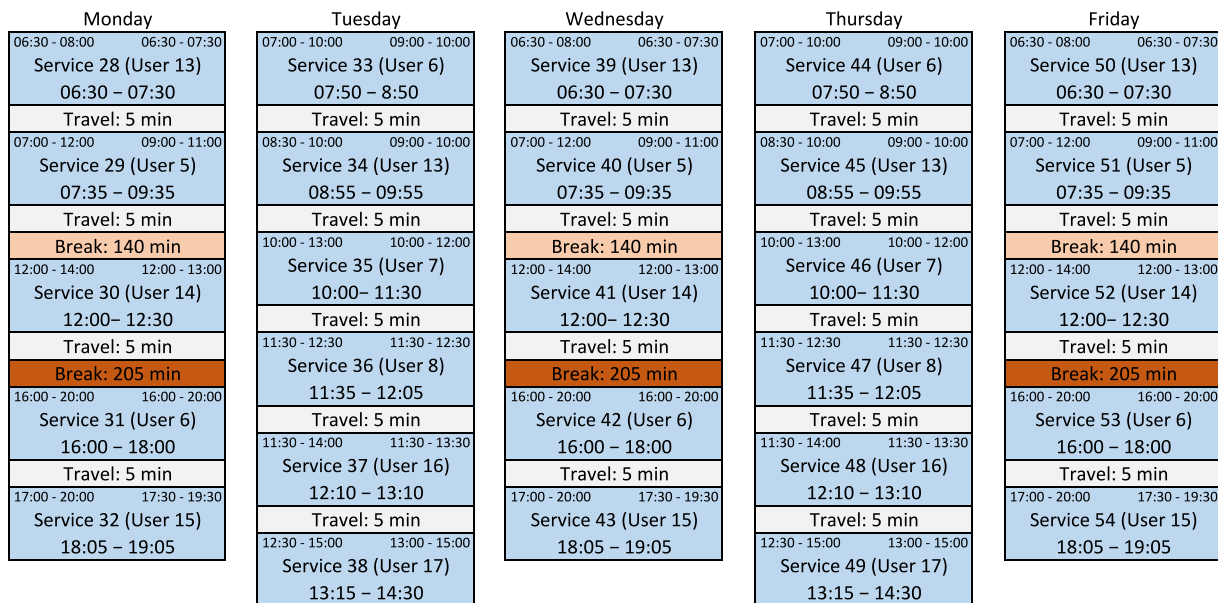 Monday
06:30 - 08:00 06:30 - 07:30
Service 28 (User 13)
06:30 – 07:30
Travel: 5 min
07:00 - 12:00 09:00 - 11:00
Service 29 (User 5)
07:35 – 09:35
Travel: 5 min
Break: 140 min
12:00 - 14:00 12:00 - 13:00
Service 30 (User 14)
12:00– 12:30
Travel: 5 min
Break: 205 min
16:00 - 20:00 16:00 - 20:00
Service 31 (User 6)
16:00 – 18:00
Travel: 5 min
17:00 - 20:00 17:30 - 19:30
Service 32 (User 15)
18:05 – 19:05
Tuesday
07:00 - 10:00 09:00 - 10:00
Service 33 (User 6)
07:50 – 8:50
Travel: 5 min
08:30 - 10:00 09:00 - 10:00
Service 34 (User 13)
08:55 – 09:55
Travel: 5 min
10:00 - 13:00 10:00 - 12:00
Service 35 (User 7)
10:00– 11:30
Travel: 5 min
11:30 - 12:30 11:30 - 12:30
Service 36 (User 8)
11:35 – 12:05
Travel: 5 min
11:30 - 14:00 11:30 - 13:30
Service 37 (User 16)
12:10 – 13:10
Travel: 5 min
12:30 - 15:00 13:00 - 15:00
Service 38 (User 17)
13:15 – 14:30
Wednesday
06:30 - 08:00 06:30 - 07:30
Service 39 (User 13)
06:30 – 07:30
Travel: 5 min
07:00 - 12:00 09:00 - 11:00
Service 40 (User 5)
07:35 – 09:35
Travel: 5 min
Break: 140 min
12:00 - 14:00 12:00 - 13:00
Service 41 (User 14)
12:00– 12:30
Travel: 5 min
Break: 205 min
16:00 - 20:00 16:00 - 20:00
Service 42 (User 6)
16:00 – 18:00
Travel: 5 min
17:00 - 20:00 17:30 - 19:30
Service 43 (User 15)
18:05 – 19:05
Thursday
07:00 - 10:00 09:00 - 10:00
Service 44 (User 6)
07:50 – 8:50
Travel: 5 min
08:30 - 10:00 09:00 - 10:00
Service 45 (User 13)
08:55 – 09:55
Travel: 5 min
10:00 - 13:00 10:00 - 12:00
Service 46 (User 7)
10:00– 11:30
Travel: 5 min
11:30 - 12:30 11:30 - 12:30
Service 47 (User 8)
11:35 – 12:05
Travel: 5 min
11:30 - 14:00 11:30 - 13:30
Service 48 (User 16)
12:10 – 13:10
Travel: 5 min
12:30 - 15:00 13:00 - 15:00
Service 49 (User 17)
13:15 – 14:30
Friday
06:30 - 08:00 06:30 - 07:30
Service 50 (User 13)
06:30 – 07:30
Travel: 5 min
07:00 - 12:00 09:00 - 11:00
Service 51 (User 5)
07:35 – 09:35
Travel: 5 min
Break: 140 min
12:00 - 14:00 12:00 - 13:00
Service 52 (User 14)
12:00– 12:30
Travel: 5 min
Break: 205 min
16:00 - 20:00 16:00 - 20:00
Service 53 (User 6)
16:00 – 18:00
Travel: 5 min
17:00 - 20:00 17:30 - 19:30
Service 54 (User 15)
18:05 – 19:05